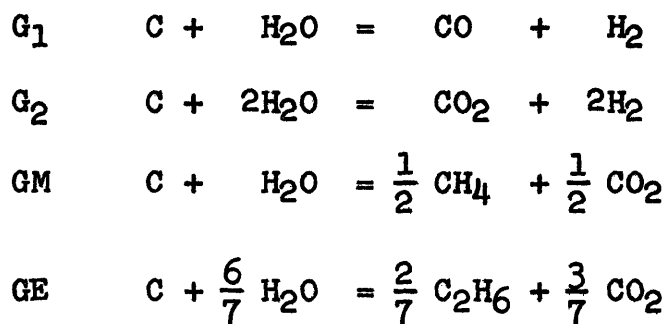 G₁ C + H₂O = CO + H₂
G₂ C + 2H₂O = CO₂ + 2H₂
GM C + H₂O = 1/2 CH₄ + 1/2 CO₂
GE C + 6/7 H₂O = 2/7 C₂H₆ + 3/7 CO₂